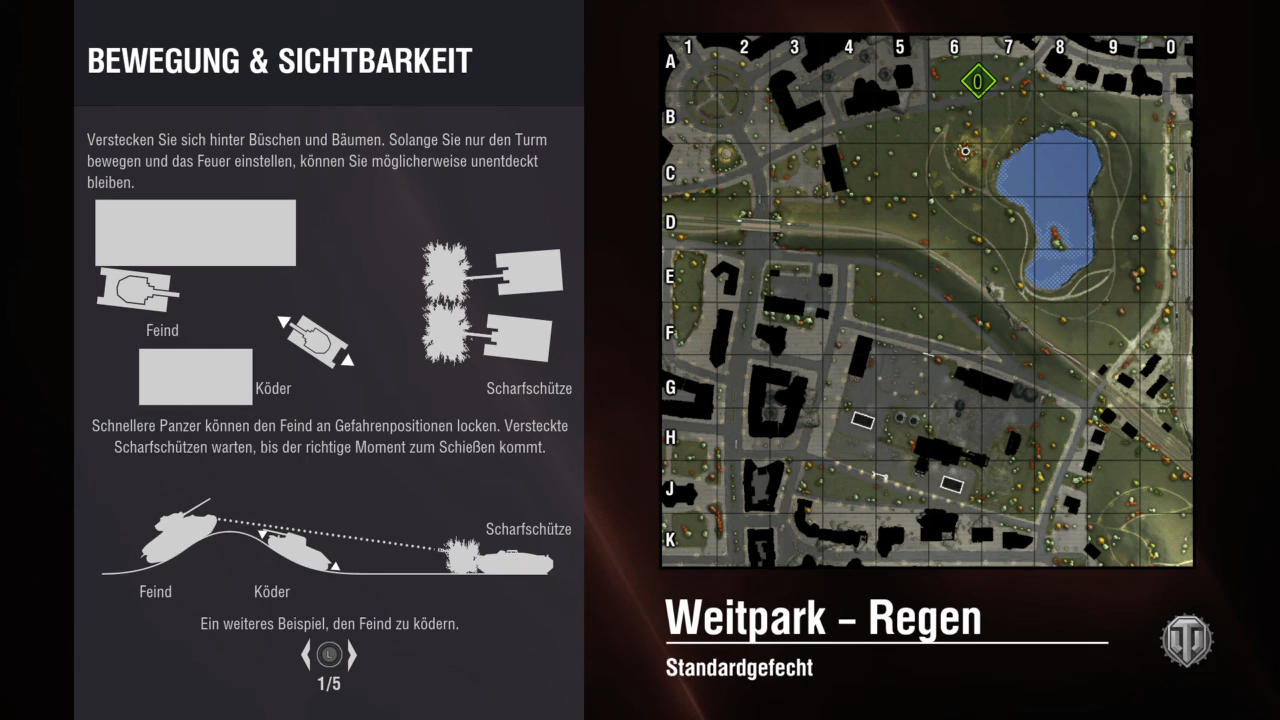 BEWEGUNG & SICHTBARKEIT
Verstecken Sie sich hinter Büschen und Bäumen. Solange Sie nur den Turm
bewegen und das Feuer einstellen, können Sie möglicherweise unentdeckt
bleiben.
Feind
Köder
Scharfschütze
Schnellere Panzer können den Feind an Gefahrenpositionen locken. Versteckte
Scharfschützen warten, bis der richtige Moment zum Schießen kommt.
Scharfschütze
Feind
Köder
Ein weiteres Beispiel, den Feind zu ködern.
L
1/5
1 2 3 4 5 6 7 8 9 0
A
B
C
D
E
F
G
H
J
K
0
Weitpark – Regen
Standardgefecht